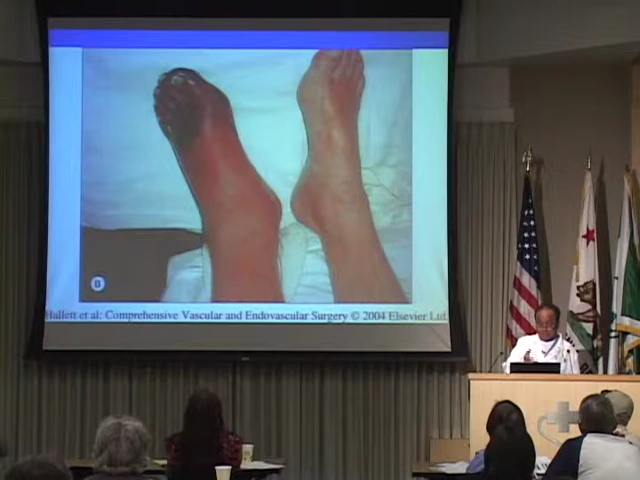 B
Hallett et al: Comprehensive Vascular and Endovascular Surgery © 2004 Elsevier Ltd.